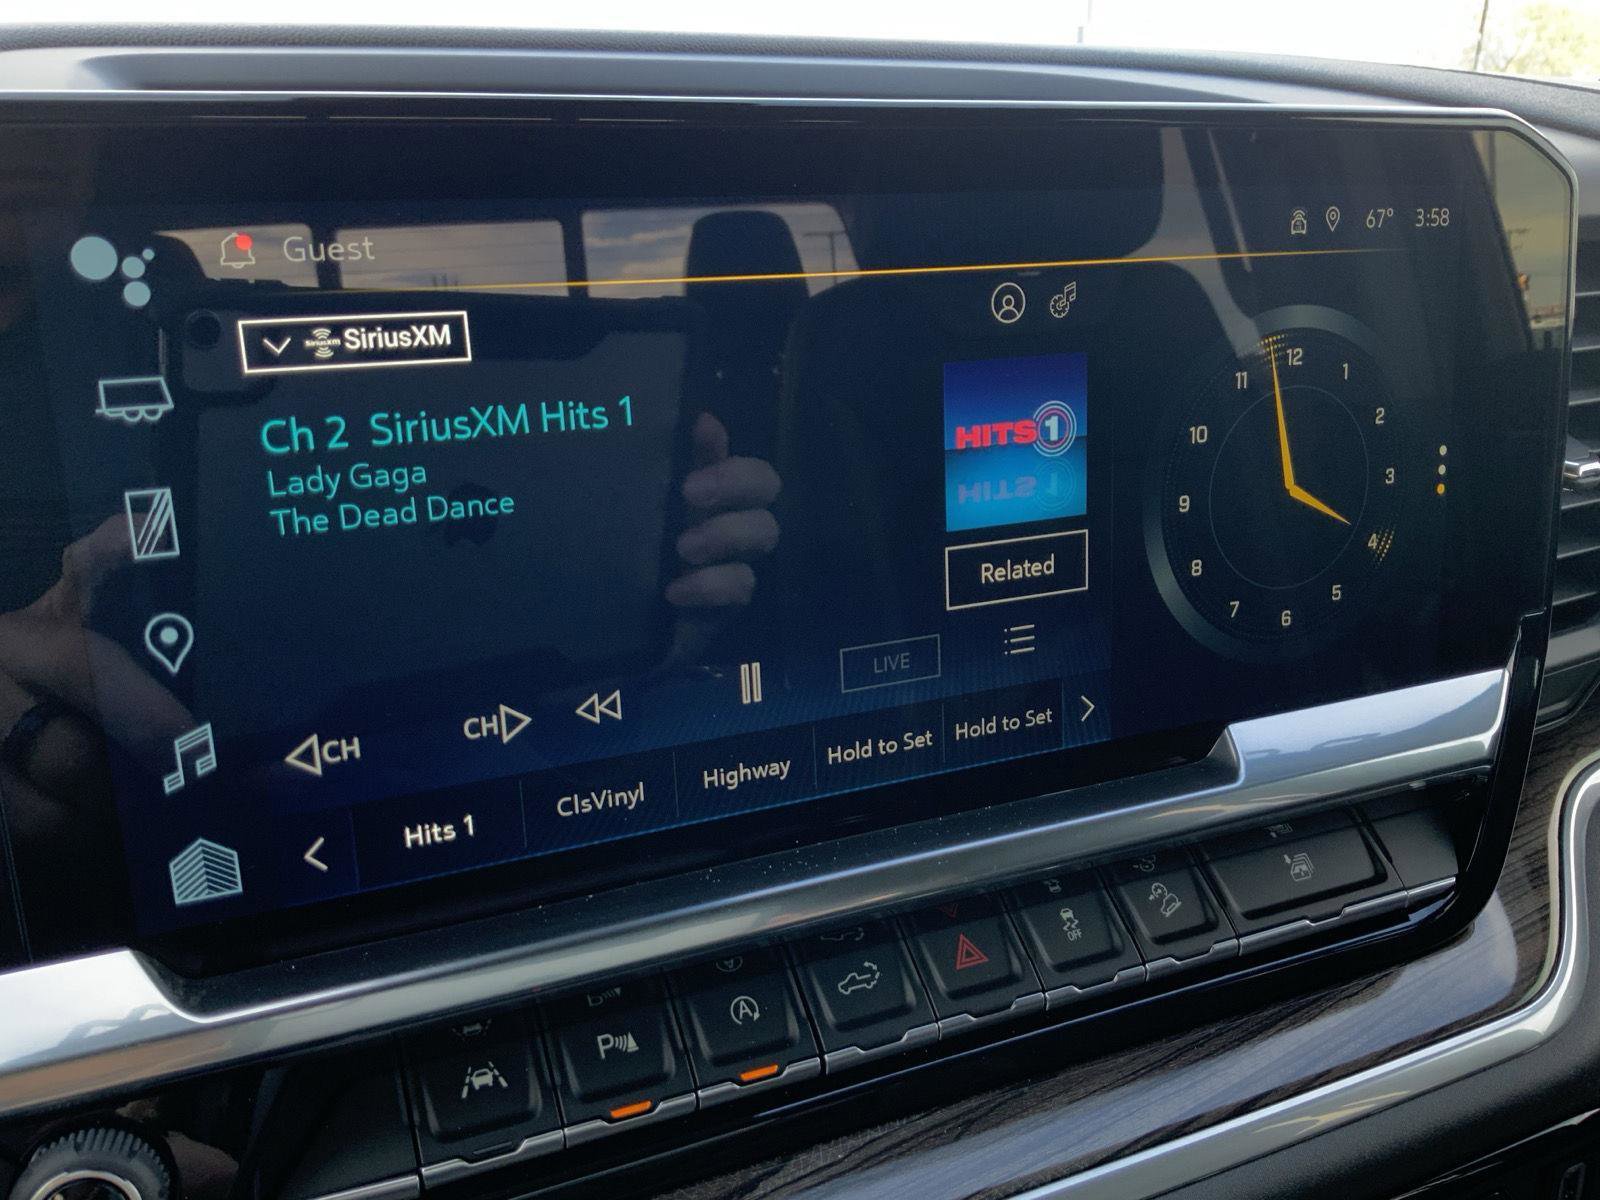 Guest
67° 3:58
SiriusXM SiriusXM
Ch 2 SiriusXM Hits 1
Lady Gaga
The Dead Dance
HITS 1
Related
LIVE
CH
CH
Hits 1
ClsVinyl
Highway
Hold to Set
Hold to Set
12
1
2
3
4
5
6
7
8
9
10
11
P
A
OFF